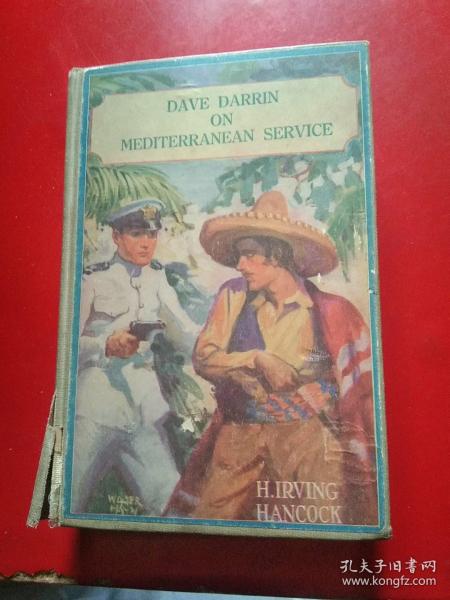 DAVE DARRIN
ON
MEDITERRANEAN SERVICE
H.IRVING
HANCOCK
孔夫子旧书网
www.kongfz.com